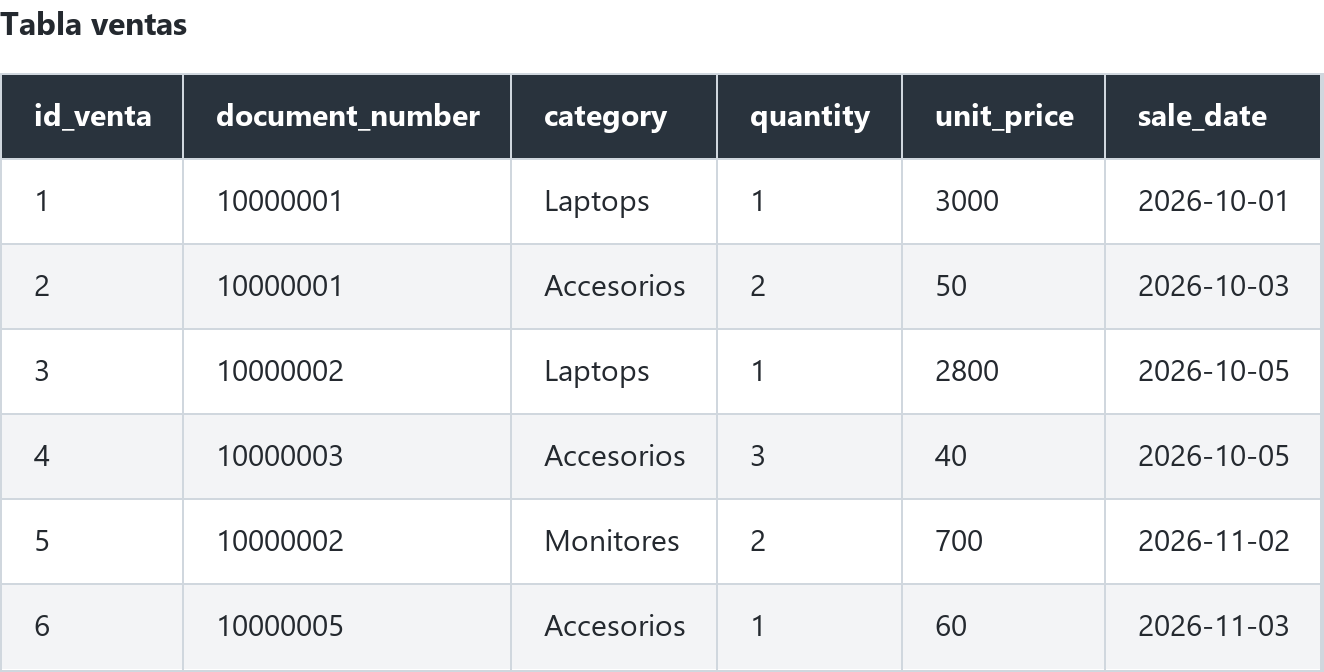 Tabla ventas
id_venta document_number category quantity unit_price sale_date
1 10000001 Laptops 1 3000 2026-10-01
2 10000001 Accesorios 2 50 2026-10-03
3 10000002 Laptops 1 2800 2026-10-05
4 10000003 Accesorios 3 40 2026-10-05
5 10000002 Monitores 2 700 2026-11-02
6 10000005 Accesorios 1 60 2026-11-03